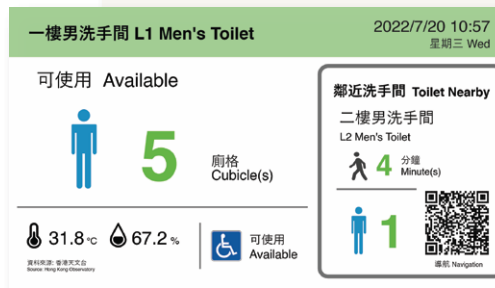 一樓男洗手間 L1 Men's Toilet
2022/7/20 10:57
星期三 Wed
可使用 Available
5
廁格
Cubicle(s)
31.8 °C
67.2 %
資料來源: 香港天文台
Source: Hong Kong Observatory
可使用
Available
鄰近洗手間 Toilet Nearby
二樓男洗手間
L2 Men's Toilet
4
分鐘
Minute(s)
1
導航 Navigation